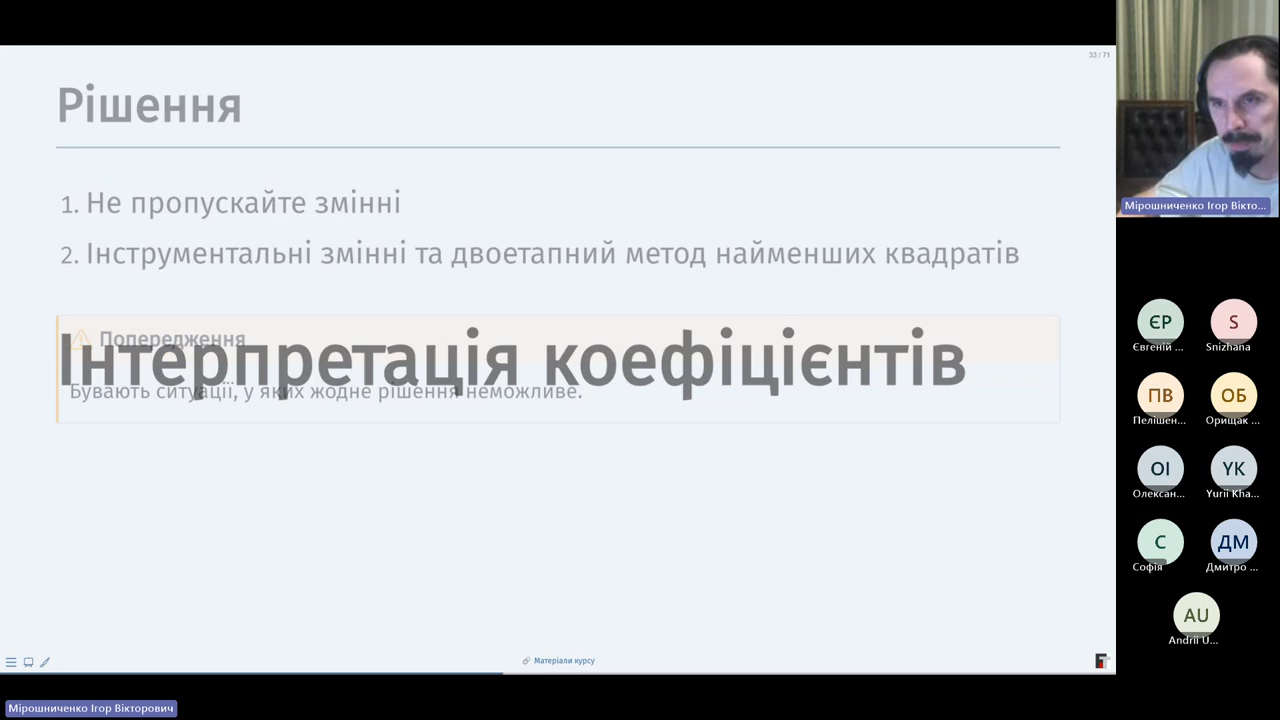 33 / 71
Рішення
1. Не пропускайте змінні
2. Інструментальні змінні та двоетапний метод найменших квадратів
Попередження
Інтерпретація коефіцієнтів
Бувають ситуації, у яких жодне рішення неможливе.
Матеріали курсу
Мірошниченко Ігор Вікторович
Мірошниченко Ігор Вікто...
ЄР
Євгеній ...
S
Snizhana
ПВ
Пелішен...
ОБ
Орищак ...
ОІ
Олексан...
YK
Yurii Kha...
С
Софія
ДМ
Дмитро ...
AU
Andrii U...